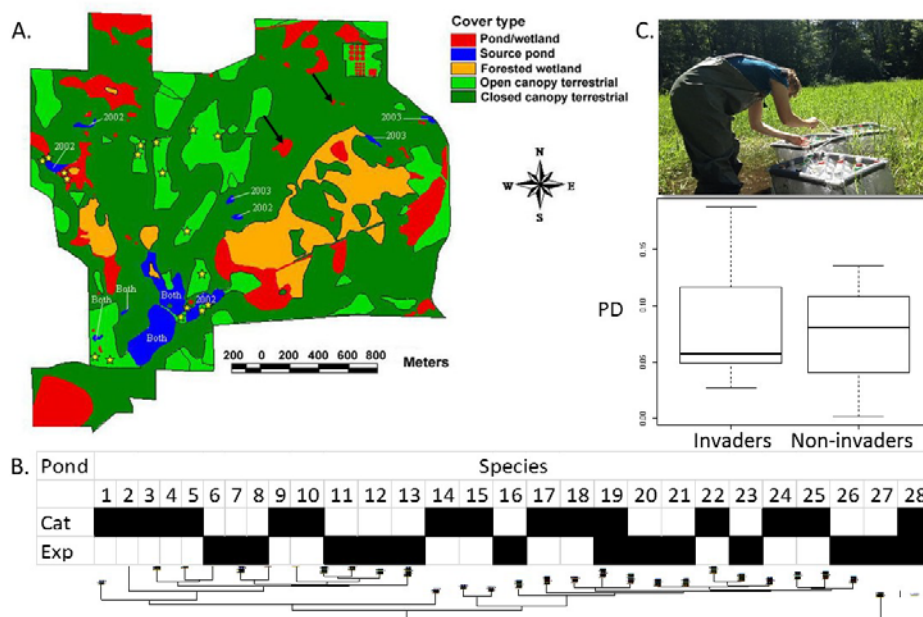 A.
Cover type
Pond/wetland
Source pond
Forested wetland
Open canopy terrestrial
Closed canopy terrestrial
2002
2002
2003
2003
2003
2002
Both
Both
Both
2002
Both
N
W E
S
200 0 200 400 600 800 Meters
C.
PD
0.15
0.10
0.05
0.00
Invaders Non-invaders
B.
Pond Species
1 2 3 4 5 6 7 8 9 10 11 12 13 14 15 16 17 18 19 20 21 22 23 24 25 26 27 28
Cat
Exp